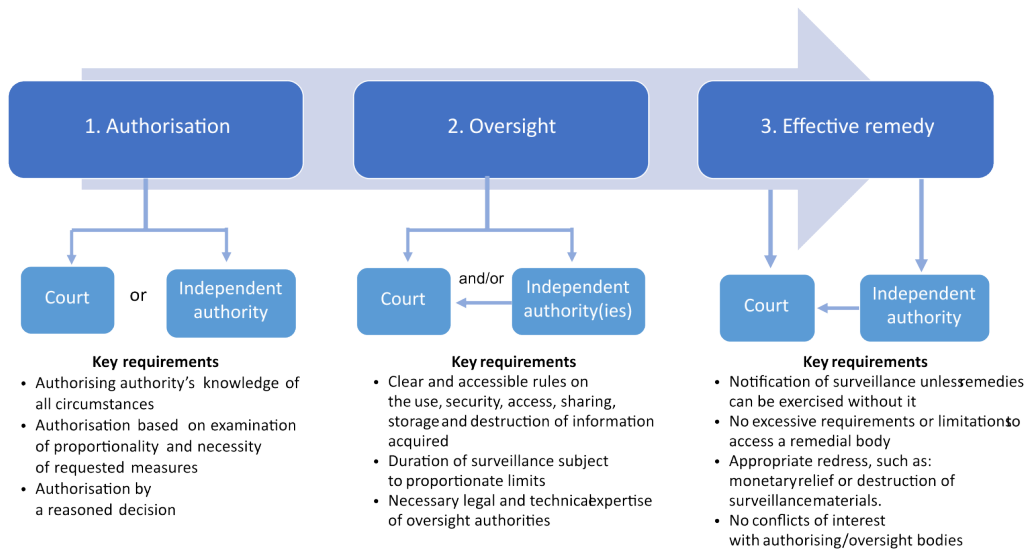 1. Authorisation
2. Oversight
3. Effective remedy
Court
or
Independent
authority
Key requirements
• Authorising authority's knowledge of
all circumstances
• Authorisation based on examination
of proportionality and necessity
of requested measures
• Authorisation by
a reasoned decision
Court
and/or
Independent
authority(ies)
Key requirements
• Clear and accessible rules on
the use, security, access, sharing,
storage and destruction of information
acquired
• Duration of surveillance subject
to proportionate limits
• Necessary legal and technical expertise
of oversight authorities
Court
Independent
authority
Key requirements
• Notification of surveillance unless remedies
can be exercised without it
• No excessive requirements or limitations to
access a remedial body
• Appropriate redress, such as:
monetary relief or destruction of
surveillance materials.
• No conflicts of interest
with authorising/oversight bodies